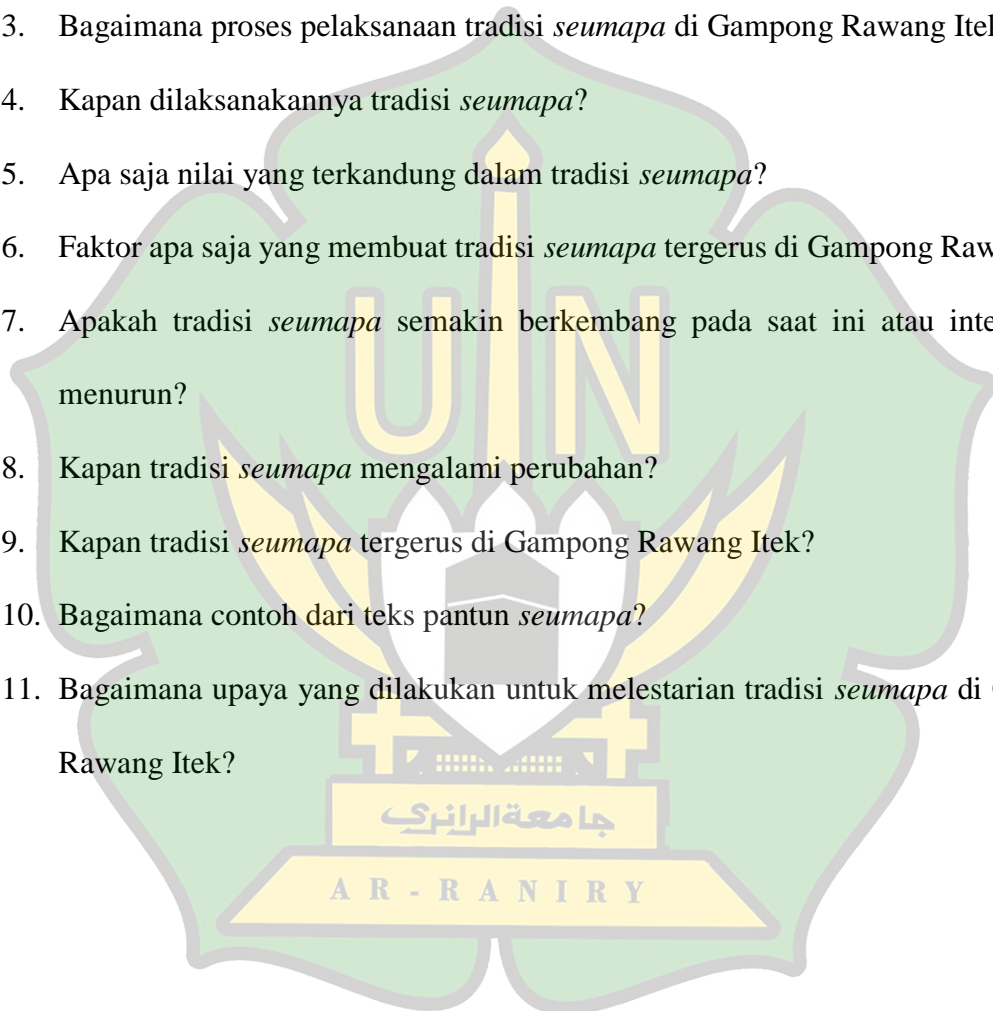 3. Bagaimana proses pelaksanaan tradisi seumapa di Gampong Rawang
4. Kapan dilaksanakannya tradisi seumapa?
5. Apa saja nilai yang terkandung dalam tradisi seumapa?
6. Faktor apa saja yang membuat tradisi seumapa tergerus di Gampong
7. Apakah tradisi seumapa semakin berkembang pada saat ini atau
menurun?
8. Kapan tradisi seumapa mengalami perubahan?
9. Kapan tradisi seumapa tergerus di Gampong Rawang Itek?
10. Bagaimana contoh dari teks pantun seumapa?
11. Bagaimana upaya yang dilakukan untuk melestarian tradisi seumapa di
Rawang Itek?
UIN
جامعة الرانري
AR - RANIRY